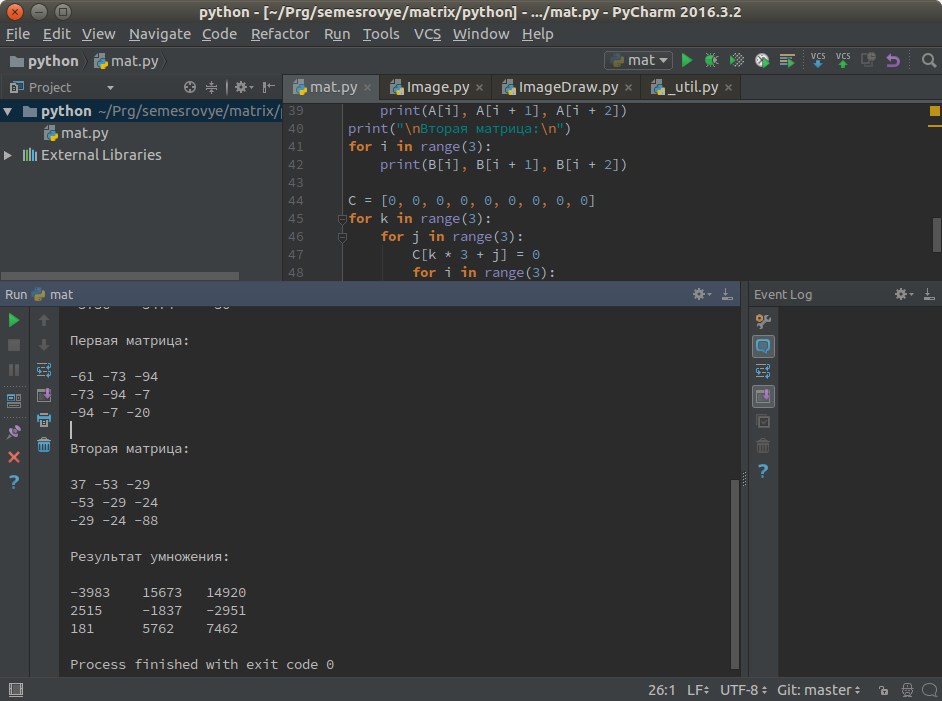 python - [~/Prg/semesrovye/matrix/python] - .../mat.py - PyCharm 2016.3.2
File Edit View Navigate Code Refactor Run Tools VCS Window Help
python mat.py mat VCS VCS
Project
mat.py Image.py ImageDraw.py _util.py
python ~/Prg/semesrovye/matrix/
mat.py
External Libraries
39 print(A[i], A[i + 1], A[i + 2])
40 print("\nВторая матрица:\n")
41 for i in range(3):
42 print(B[i], B[i + 1], B[i + 2])
43
44 C = [0, 0, 0, 0, 0, 0, 0, 0, 0]
45 for k in range(3):
46 for j in range(3):
47 C[k * 3 + j] = 0
48 for i in range(3):
Run mat
Event Log
Первая матрица:
-61 -73 -94
-73 -94 -7
-94 -7 -20
Вторая матрица:
37 -53 -29
-53 -29 -24
-29 -24 -88
Результат умножения:
-3983 15673 14920
2515 -1837 -2951
181 5762 7462
Process finished with exit code 0
26:1 LF UTF-8 Git: master